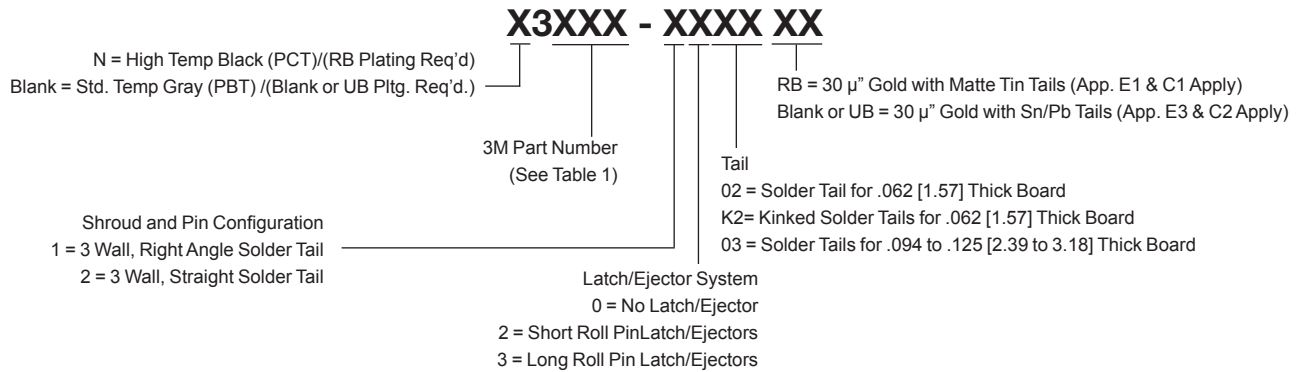 X3XXX - XXXX XX
N = High Temp Black (PCT)/(RB Plating Req'd)
Blank = Std. Temp Gray (PBT) /(Blank or UB Pltg. Req'd.)
RB = 30 µ" Gold with Matte Tin Tails (App. E1 & C1 Apply)
Blank or UB = 30 µ" Gold with Sn/Pb Tails (App. E3 & C2 Apply)
3M Part Number
(See Table 1)
Tail
02 = Solder Tail for .062 [1.57] Thick Board
K2= Kinked Solder Tails for .062 [1.57] Thick Board
03 = Solder Tails for .094 to .125 [2.39 to 3.18] Thick Board
Shroud and Pin Configuration
1 = 3 Wall, Right Angle Solder Tail
2 = 3 Wall, Straight Solder Tail
Latch/Ejector System
0 = No Latch/Ejector
2 = Short Roll PinLatch/Ejectors
3 = Long Roll Pin Latch/Ejectors